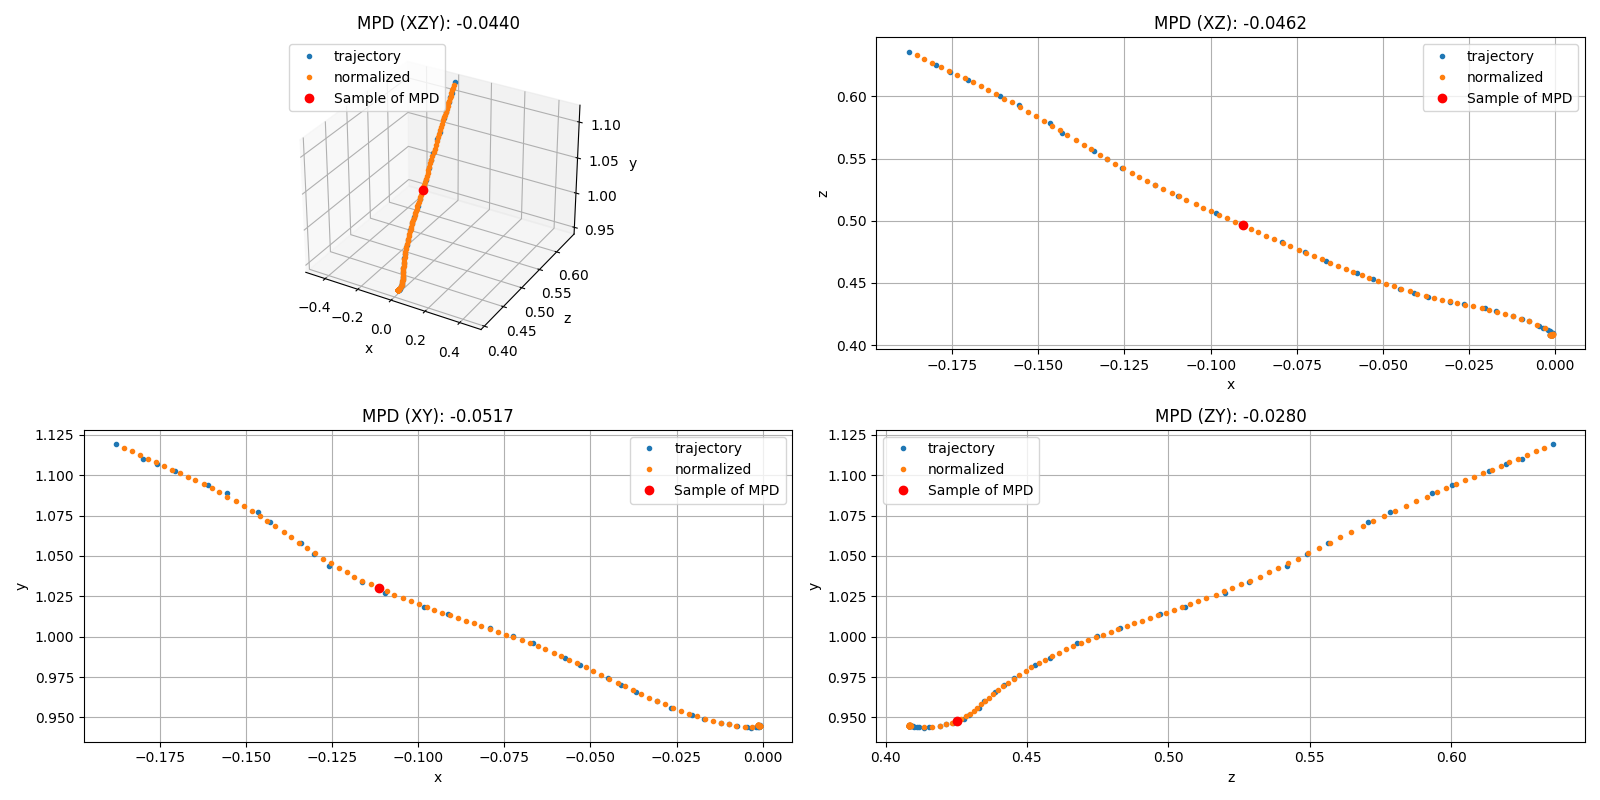 MPD (XZY): -0.0440
trajectory
normalized
Sample of MPD
1.10
1.05
1.00
0.95
y
0.60
0.55
0.50
0.45
0.40
z
−0.4
−0.2
0.0
0.2
0.4
x
MPD (XZ): -0.0462
trajectory
normalized
Sample of MPD
0.60
0.55
0.50
0.45
0.40
z
−0.175
−0.150
−0.125
−0.100
−0.075
−0.050
−0.025
0.000
x
MPD (XY): -0.0517
trajectory
normalized
Sample of MPD
1.125
1.100
1.075
1.050
1.025
1.000
0.975
0.950
y
−0.175
−0.150
−0.125
−0.100
−0.075
−0.050
−0.025
0.000
x
MPD (ZY): -0.0280
trajectory
normalized
Sample of MPD
1.125
1.100
1.075
1.050
1.025
1.000
0.975
0.950
y
0.40
0.45
0.50
0.55
0.60
z